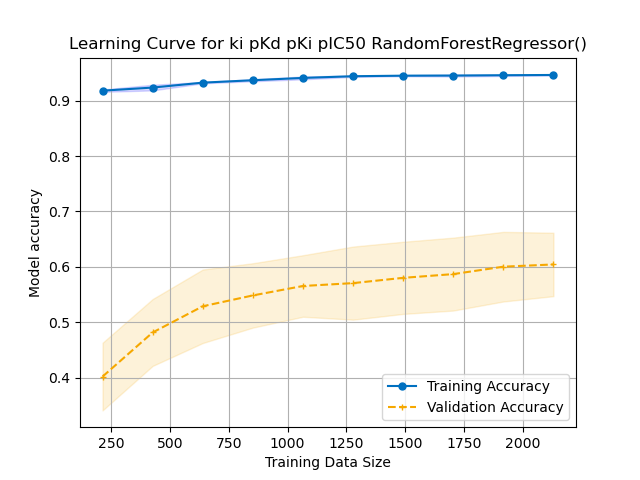 Learning Curve for ki pKd pKi pIC50 RandomForestRegressor()
0.9
0.8
0.7
0.6
0.5
0.4
Model accuracy
Training Accuracy
Validation Accuracy
250 500 750 1000 1250 1500 1750 2000
Training Data Size